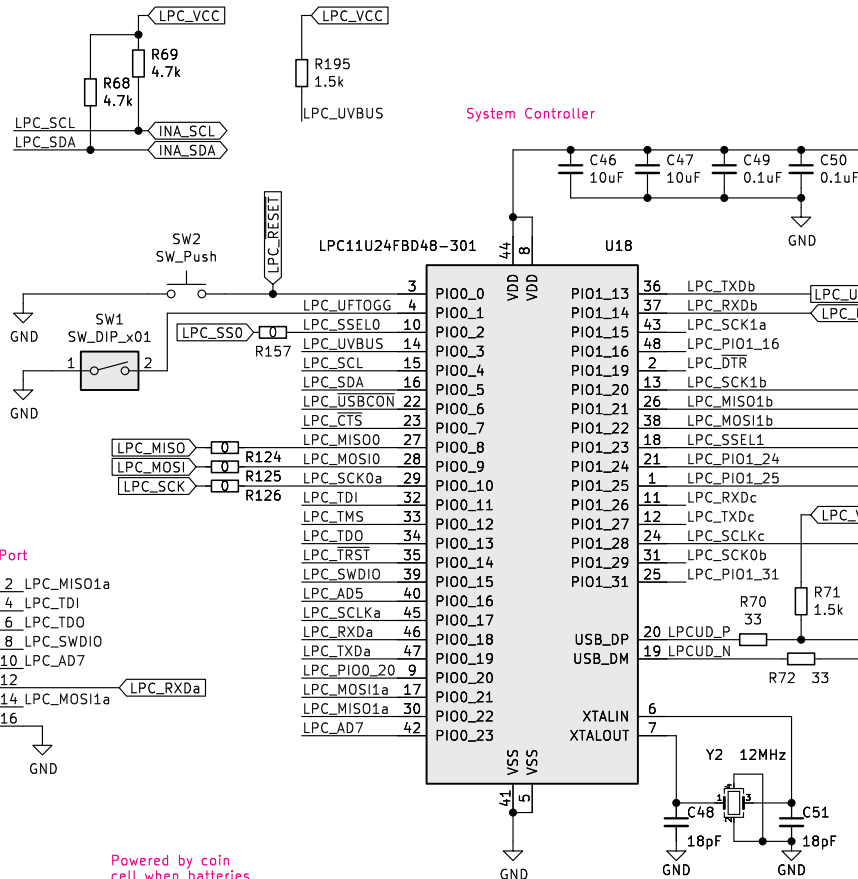 LPC_VCC
LPC_VCC
R69
4.7k
R68
4.7k
R195
1.5k
LPC_UVBUS
LPC_SCL
INA_SCL
LPC_SDA
INA_SDA
System Controller
C46
10uF
C47
10uF
C49
0.1uF
C50
0.1uF
GND
LPC_RESET
SW2
SW_Push
GND
SW1
SW_DIP_x01
1
2
GND
LPC_SS0
R157
LPC11U24FBD48-301
U18
44
8
VDD
VDD
3 PIO0_0
LPC_UFTOGG 4 PIO0_1
LPC_SSEL0 10 PIO0_2
LPC_UVBUS 14 PIO0_3
LPC_SCL 15 PIO0_4
LPC_SDA 16 PIO0_5
LPC_USBCON 22 PIO0_6
LPC_CTS 23 PIO0_7
LPC_MISO
R124
LPC_MISO0 27 PIO0_8
LPC_MOSI
R125
LPC_MOSI0 28 PIO0_9
LPC_SCK
R126
LPC_SCK0a 29 PIO0_10
LPC_TDI 32 PIO0_11
LPC_TMS 33 PIO0_12
LPC_TDO 34 PIO0_13
LPC_TRST 35 PIO0_14
LPC_SWDIO 39 PIO0_15
LPC_AD5 40 PIO0_16
LPC_SCLKa 45 PIO0_17
LPC_RXDa 46 PIO0_18
LPC_TXDa 47 PIO0_19
LPC_PIO0_20 9 PIO0_20
LPC_MOSI1a 17 PIO0_21
LPC_MISO1a 30 PIO0_22
LPC_AD7 42 PIO0_23
PIO1_13 36 LPC_TXDb
LPC_U
PIO1_14 37 LPC_RXDb
PIO1_15 43 LPC_SCK1a
PIO1_16 48 LPC_PIO1_16
PIO1_19 2 LPC_DTR
PIO1_20 13 LPC_SCK1b
PIO1_21 26 LPC_MISO1b
PIO1_22 38 LPC_MOSI1b
PIO1_23 18 LPC_SSEL1
PIO1_24 21 LPC_PIO1_24
PIO1_25 1 LPC_PIO1_25
PIO1_26 11 LPC_RXDc
PIO1_27 12 LPC_TXDc
PIO1_28 24 LPC_SCLKc
PIO1_29 31 LPC_SCK0b
PIO1_31 25 LPC_PIO1_31
R71
1.5k
R70
33
USB_DP 20 LPCUD_P
USB_DM 19 LPCUD_N
R72 33
XTALIN 6
XTALOUT 7
VSS
VSS
41
5
GND
Y2 12MHz
1
3
4
2
C48
18pF
C51
18pF
GND
GND
Port
2 LPC_MISO1a
4 LPC_TDI
6 LPC_TDO
8 LPC_SWDIO
10 LPC_AD7
12
LPC_RXDa
14 LPC_MOSI1a
16
GND
Powered by coin
cell when batteries